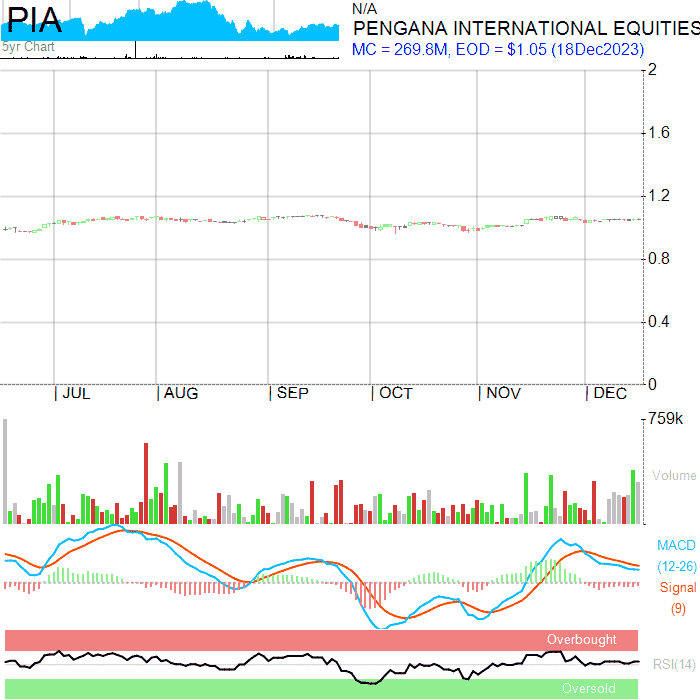 PIA
5yr Chart
N/A
PENGANA INTERNATIONAL EQUITIES
MC = 269.8M, EOD = $1.05 (18Dec2023)
2
1.6
1.2
0.8
0.4
0
JUL AUG SEP OCT NOV DEC
759k
Volume
MACD
(12-26)
Signal
(9)
Overbought
RSI(14)
Oversold